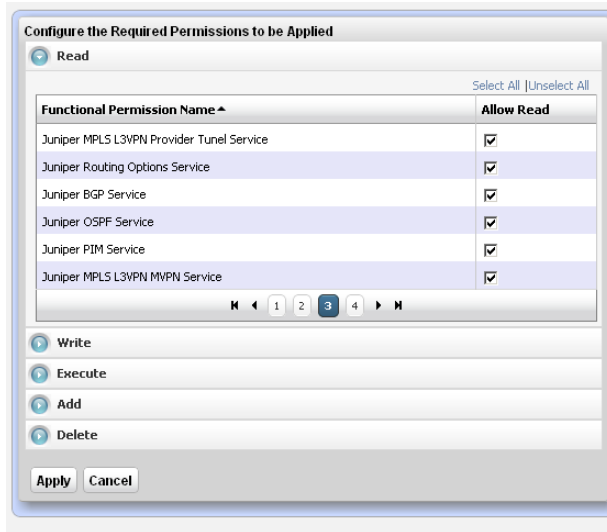 Configure the Required Permissions to be Applied
Read
Select All |Unselect All
Functional Permission Name Allow Read
Juniper MPLS L3VPN Provider Tunel Service
Juniper Routing Options Service
Juniper BGP Service
Juniper OSPF Service
Juniper PIM Service
Juniper MPLS L3VPN MVPN Service
1 2 3 4
Write
Execute
Add
Delete
Apply Cancel